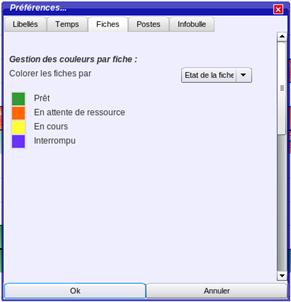 Préférences...
Libellés Temps Fiches Postes Infobulle
Gestion des couleurs par fiche :
Colorer les fiches par Etat de la fiche
Prêt
En attente de ressource
En cours
Interrompu
Ok Annuler